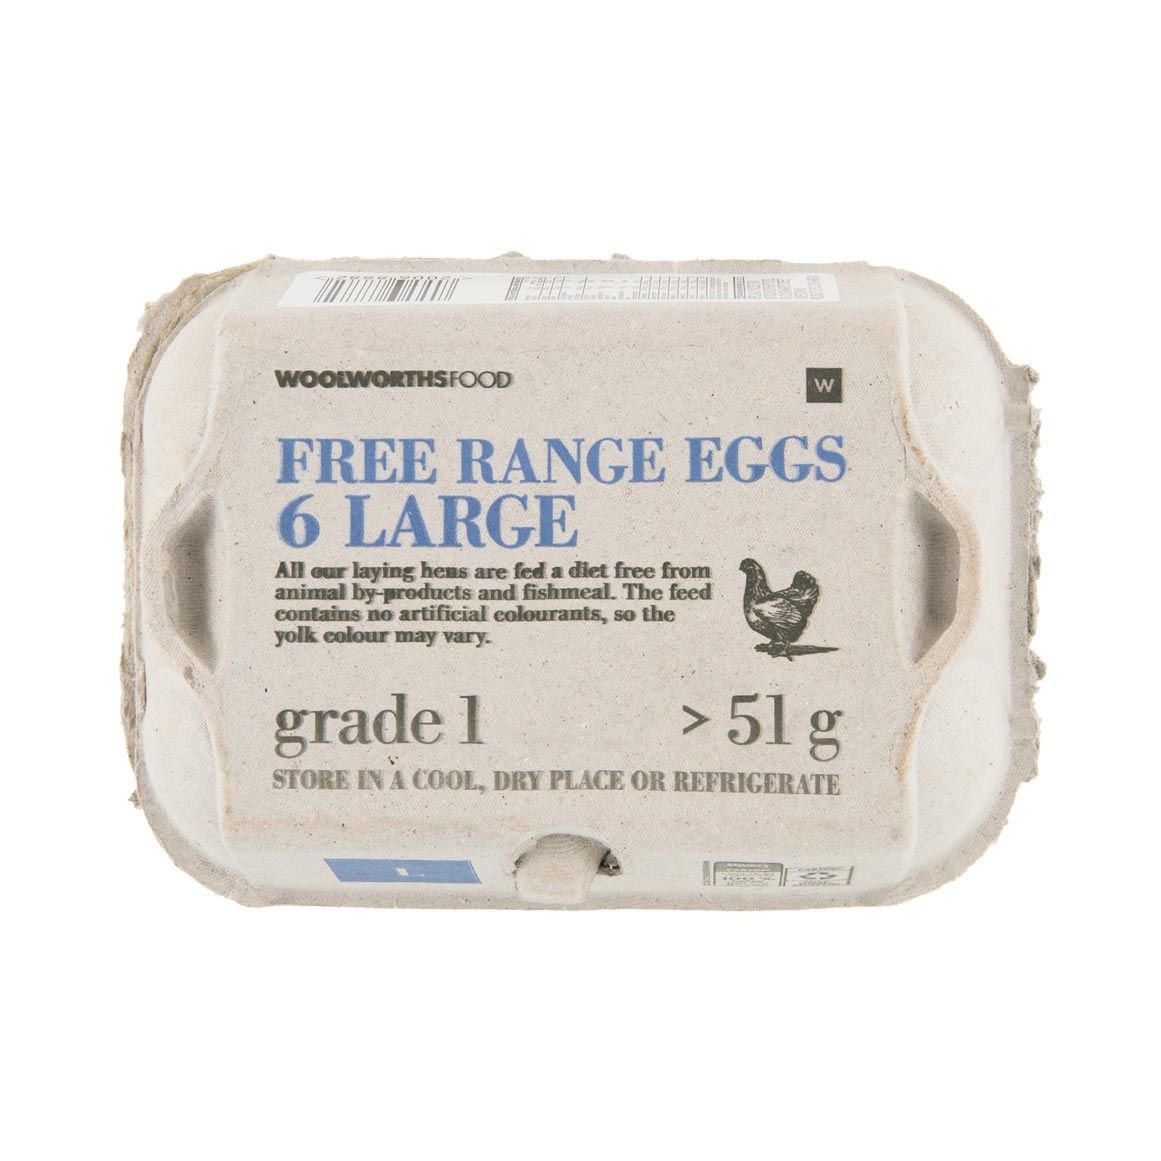 WOOLWORTHSFOOD
W
FREE RANGE EGGS
6 LARGE
All our laying hens are fed a diet free from
animal by-products and fishmeal. The feed
contains no artificial colourants, so the
yolk colour may vary.
grade 1 > 51 g
STORE IN A COOL, DRY PLACE OR REFRIGERATE
L
100%